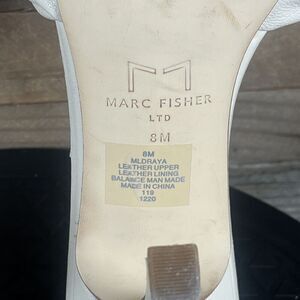 MARC FISHER
LTD
8M
8M
MLDRAYA
LEATHER UPPER
LEATHER LINING
BALANCE MAN MADE
MADE IN CHINA
119
1220